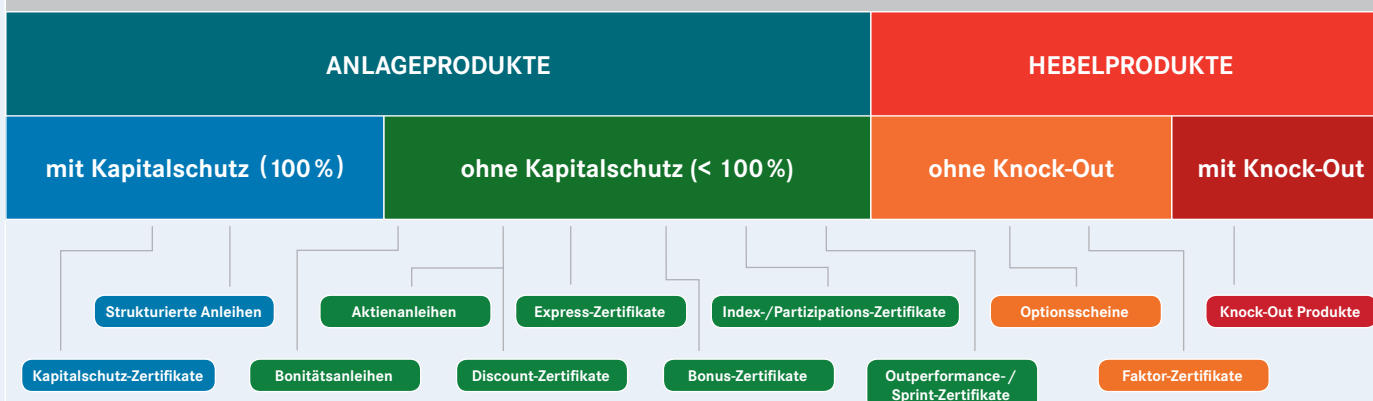 ANLAGEPRODUKTE
HEBELPRODUKTE
mit Kapitalschutz (100 %)
ohne Kapitalschutz (< 100 %)
ohne Knock-Out
mit Knock-Out
Strukturierte Anleihen
Aktienanleihen
Express-Zertifikate
Index-/Partizipations-Zertifikate
Optionsscheine
Knock-Out Produkte
Kapitalschutz-Zertifikate
Bonitätsanleihen
Discount-Zertifikate
Bonus-Zertifikate
Outperformance-/
Sprint-Zertifikate
Faktor-Zertifikate